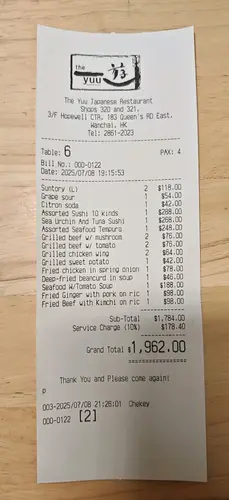 the
yuu
遊
The Yuu Japanese Restaurant
Shops 320 and 321,
3/F Hopewell CTR, 183 Queen's RD East,
Wanchai, HK
Tel: 2861-2023
Table: 6 PAX: 4
Bill No.: 000-0122
Date: 2025/07/08 19:15:53
Suntory (L) 2 $118.00
Grape sour 1 $54.00
Citron soda 1 $42.00
Assorted Sushi 10 kinds 1 $268.00
Sea Urchin And Tuna Sushi 1 $268.00
Assorted Seafood Tempura 1 $248.00
Grilled beef w/ mushroom 2 $76.00
Grilled beef w/ tomato 2 $76.00
Grilled chicken wing 2 $64.00
Grilled sweet potato 1 $42.00
Fried chicken in spring onion 1 $78.00
Deep-fried beancurd in soup 1 $46.00
Seafood W/Tomato Soup 1 $188.00
Fried Ginger with pork on ric 1 $98.00
Fried Beef with Kimchi on ric 1 $98.00
Sub-Total $1,784.00
Service Charge (10%) $178.40
Grand Total $1,962.00
Thank You and Please come again!
p
003-2025/07/08 21:26:01 Chekey
000-0122 [2]